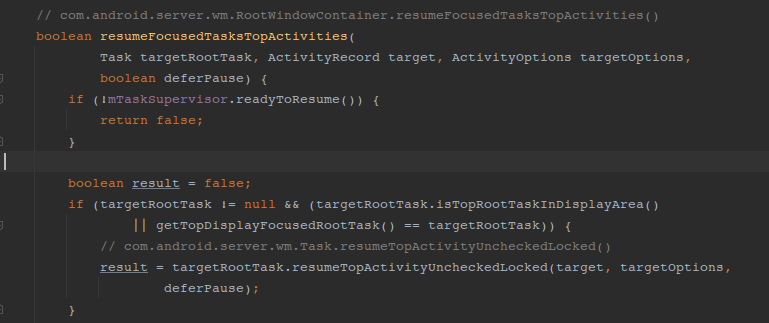 // com.android.server.wm.RootWindowContainer.resumeFocusedTasksTopActivities()
boolean resumeFocusedTasksTopActivities(
Task targetRootTask, ActivityRecord target, ActivityOptions targetOptions,
boolean deferPause) {
if (!mTaskSupervisor.readyToResume()) {
return false;
}
boolean result = false;
if (targetRootTask != null && (targetRootTask.isTopRootTaskInDisplayArea()
|| getTopDisplayFocusedRootTask() == targetRootTask)) {
// com.android.server.wm.Task.resumeTopActivityUncheckedLocked()
result = targetRootTask.resumeTopActivityUncheckedLocked(target, targetOptions,
deferPause);
}